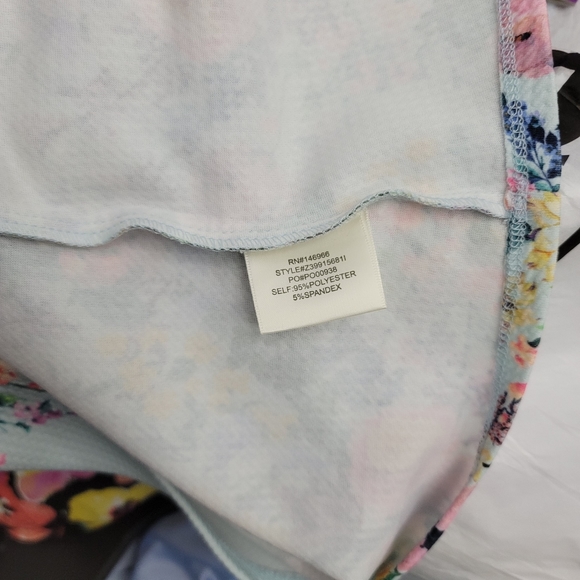 RN#146966
STYLE#Z39915681I
PO#PO00938
SELF:95%POLYESTER
5%SPANDEX